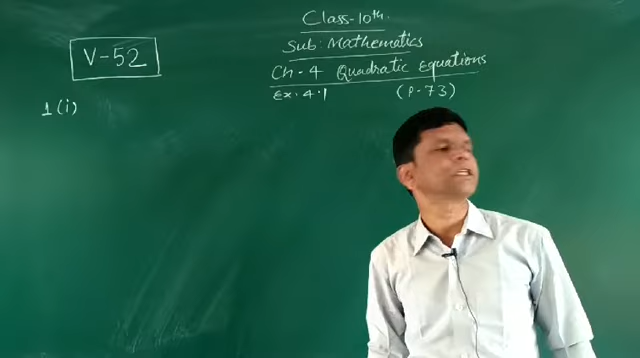 Class-10th.
Sub: Mathematics
V-52
Ch-4 Quadratic Equations
Ex. 4.1 (P-73)
1(i)